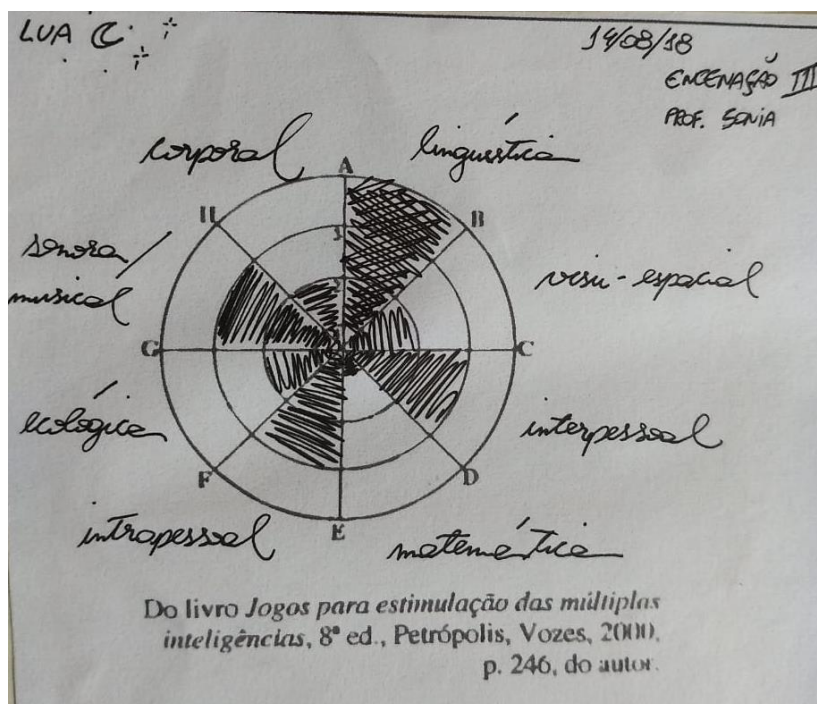 LUA
14/08/18
ENCENAÇÃO III
PROF. SONIA
corporal
linguística
A
H
B
sonora/
musical
visu-espacial
3
G
C
ecológica
interpessoal
F
D
E
intrapessoal
matemática
Do livro Jogos para estimulação das múltiplas
inteligências, 8ª ed., Petrópolis, Vozes, 2000,
p. 246, do autor.